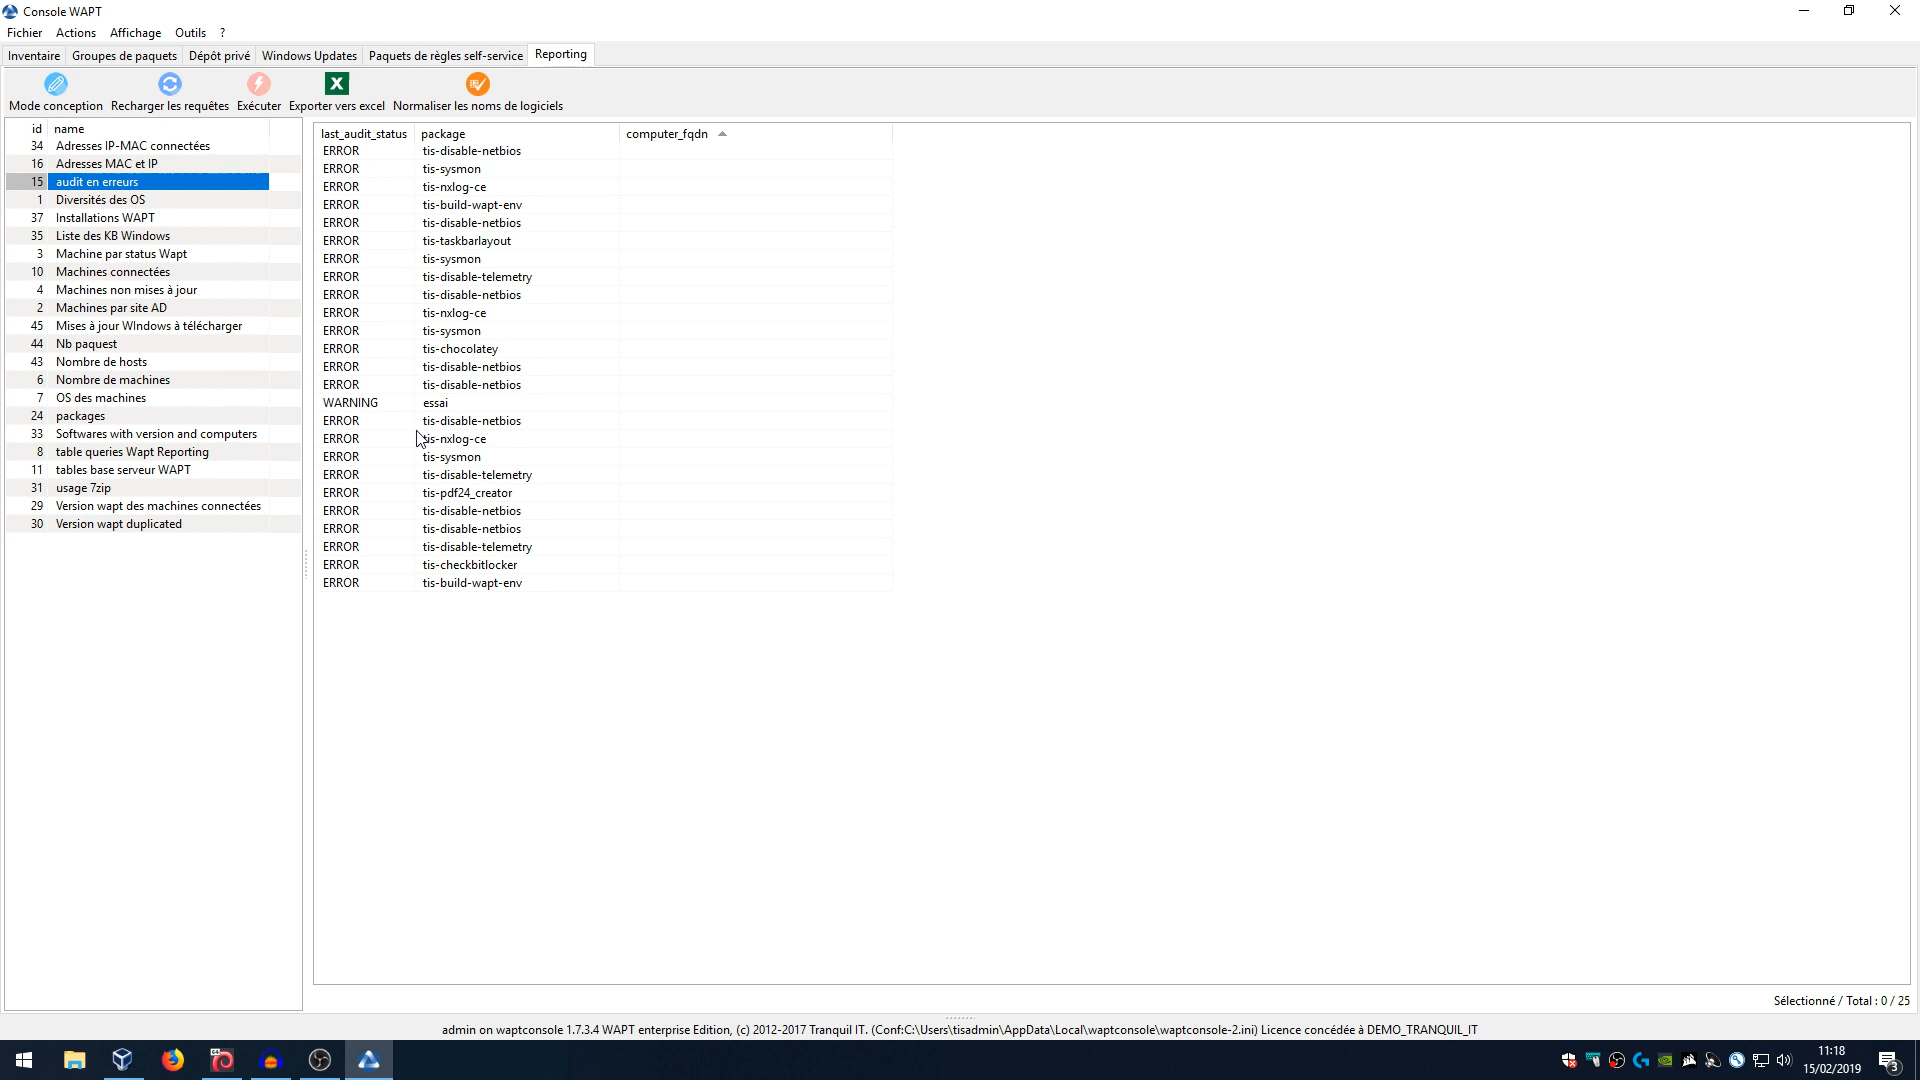 Console WAPT
Fichier Actions Affichage Outils ?
Inventaire Groupes de paquets Dépôt privé Windows Updates Paquets de règles self-service Reporting
Mode conception Recharger les requêtes Exécuter Exporter vers excel Normaliser les noms de logiciels
id name
34 Adresses IP-MAC connectées
16 Adresses MAC et IP
15 audit en erreurs
1 Diversités des OS
37 Installations WAPT
35 Liste des KB Windows
3 Machine par status Wapt
10 Machines connectées
4 Machines non mises à jour
2 Machines par site AD
45 Mises à jour WIndows à télécharger
44 Nb paquest
43 Nombre de hosts
6 Nombre de machines
7 OS des machines
24 packages
33 Softwares with version and computers
8 table queries Wapt Reporting
11 tables base serveur WAPT
31 usage 7zip
29 Version wapt des machines connectées
30 Version wapt duplicated
last_audit_status package computer_fqdn
ERROR tis-disable-netbios
ERROR tis-sysmon
ERROR tis-nxlog-ce
ERROR tis-build-wapt-env
ERROR tis-disable-netbios
ERROR tis-taskbarlayout
ERROR tis-sysmon
ERROR tis-disable-telemetry
ERROR tis-disable-netbios
ERROR tis-nxlog-ce
ERROR tis-sysmon
ERROR tis-chocolatey
ERROR tis-disable-netbios
ERROR tis-disable-netbios
WARNING essai
ERROR tis-disable-netbios
ERROR tis-nxlog-ce
ERROR tis-sysmon
ERROR tis-disable-telemetry
ERROR tis-pdf24_creator
ERROR tis-disable-netbios
ERROR tis-disable-netbios
ERROR tis-disable-telemetry
ERROR tis-checkbitlocker
ERROR tis-build-wapt-env
Sélectionné / Total : 0 / 25
admin on waptconsole 1.7.3.4 WAPT enterprise Edition, (c) 2012-2017 Tranquil IT. (Conf:C:\Users\tisadmin\AppData\Local\waptconsole\waptconsole-2.ini) Licence concédée à DEMO_TRANQUIL_IT
11:18
15/02/2019
3